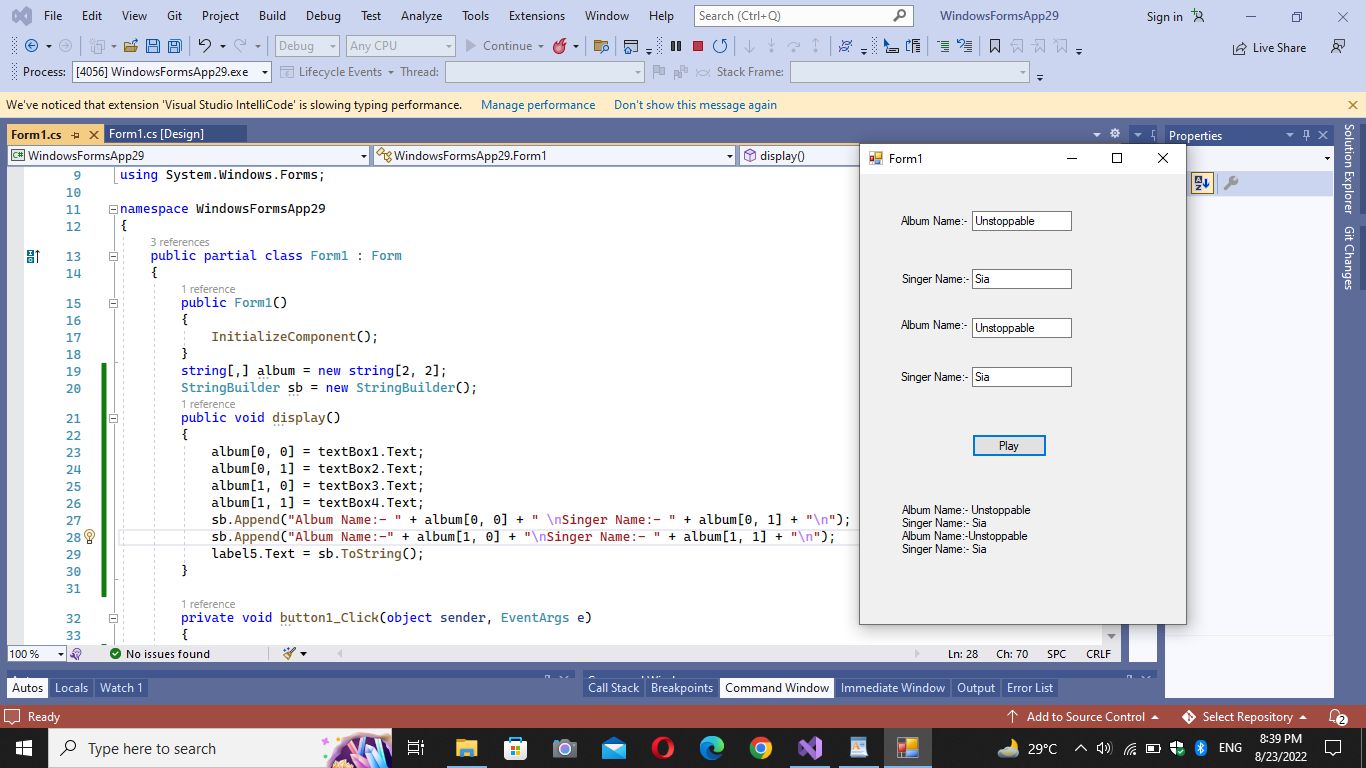 File Edit View Git Project Build Debug Test Analyze Tools Extensions Window Help Search (Ctrl+Q) WindowsFormsApp29 Sign in
Debug Any CPU Continue Live Share
Process: [4056] WindowsFormsApp29.exe Lifecycle Events Thread: Stack Frame:
We've noticed that extension 'Visual Studio IntelliCode' is slowing typing performance. Manage performance Don't show this message again
Form1.cs Form1.cs [Design]
WindowsFormsApp29 WindowsFormsApp29.Form1 display()
9 using System.Windows.Forms;
10
11 namespace WindowsFormsApp29
12 {
3 references
13 public partial class Form1 : Form
14 {
1 reference
15 public Form1()
16 {
17 InitializeComponent();
18 }
19 string[,] album = new string[2, 2];
20 StringBuilder sb = new StringBuilder();
1 reference
21 public void display()
22 {
23 album[0, 0] = textBox1.Text;
24 album[0, 1] = textBox2.Text;
25 album[1, 0] = textBox3.Text;
26 album[1, 1] = textBox4.Text;
27 sb.Append("Album Name:- " + album[0, 0] + " \nSinger Name:- " + album[0, 1] + "\n");
28 sb.Append("Album Name:-" + album[1, 0] + "\nSinger Name:- " + album[1, 1] + "\n");
29 label5.Text = sb.ToString();
30 }
31
1 reference
32 private void button1_Click(object sender, EventArgs e)
33 {
Form1
Album Name:- Unstoppable
Singer Name:- Sia
Album Name:- Unstoppable
Singer Name:- Sia
Play
Album Name:- Unstoppable
Singer Name:- Sia
Album Name:-Unstoppable
Singer Name:- Sia
Properties
Solution Explorer
Git Changes
100 % No issues found Ln: 28 Ch: 70 SPC CRLF
Autos Locals Watch 1 Call Stack Breakpoints Command Window Immediate Window Output Error List
Ready Add to Source Control Select Repository 2
Type here to search 29°C ENG 8:39 PM
8/23/2022